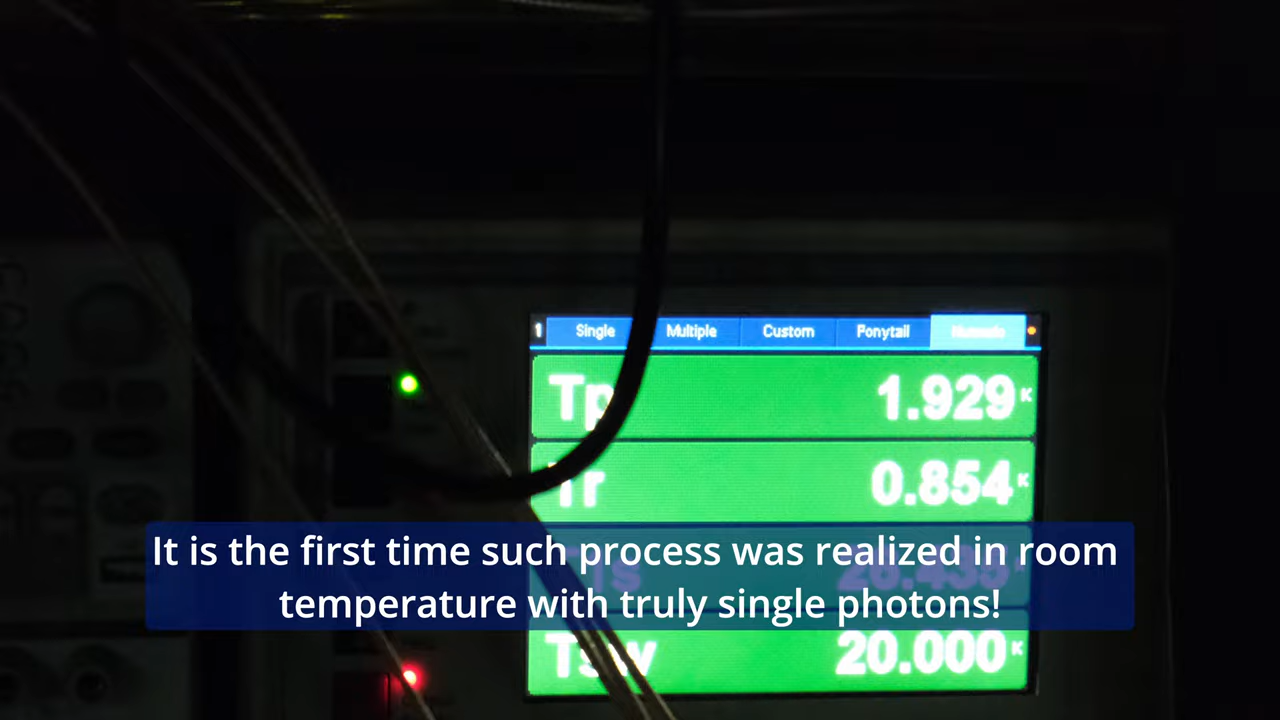 1 Single Multiple Custom Ponytail
Tp 1.929 K
Tr 0.854 K
It is the first time such process was realized in room
temperature with truly single photons!
20.000 K